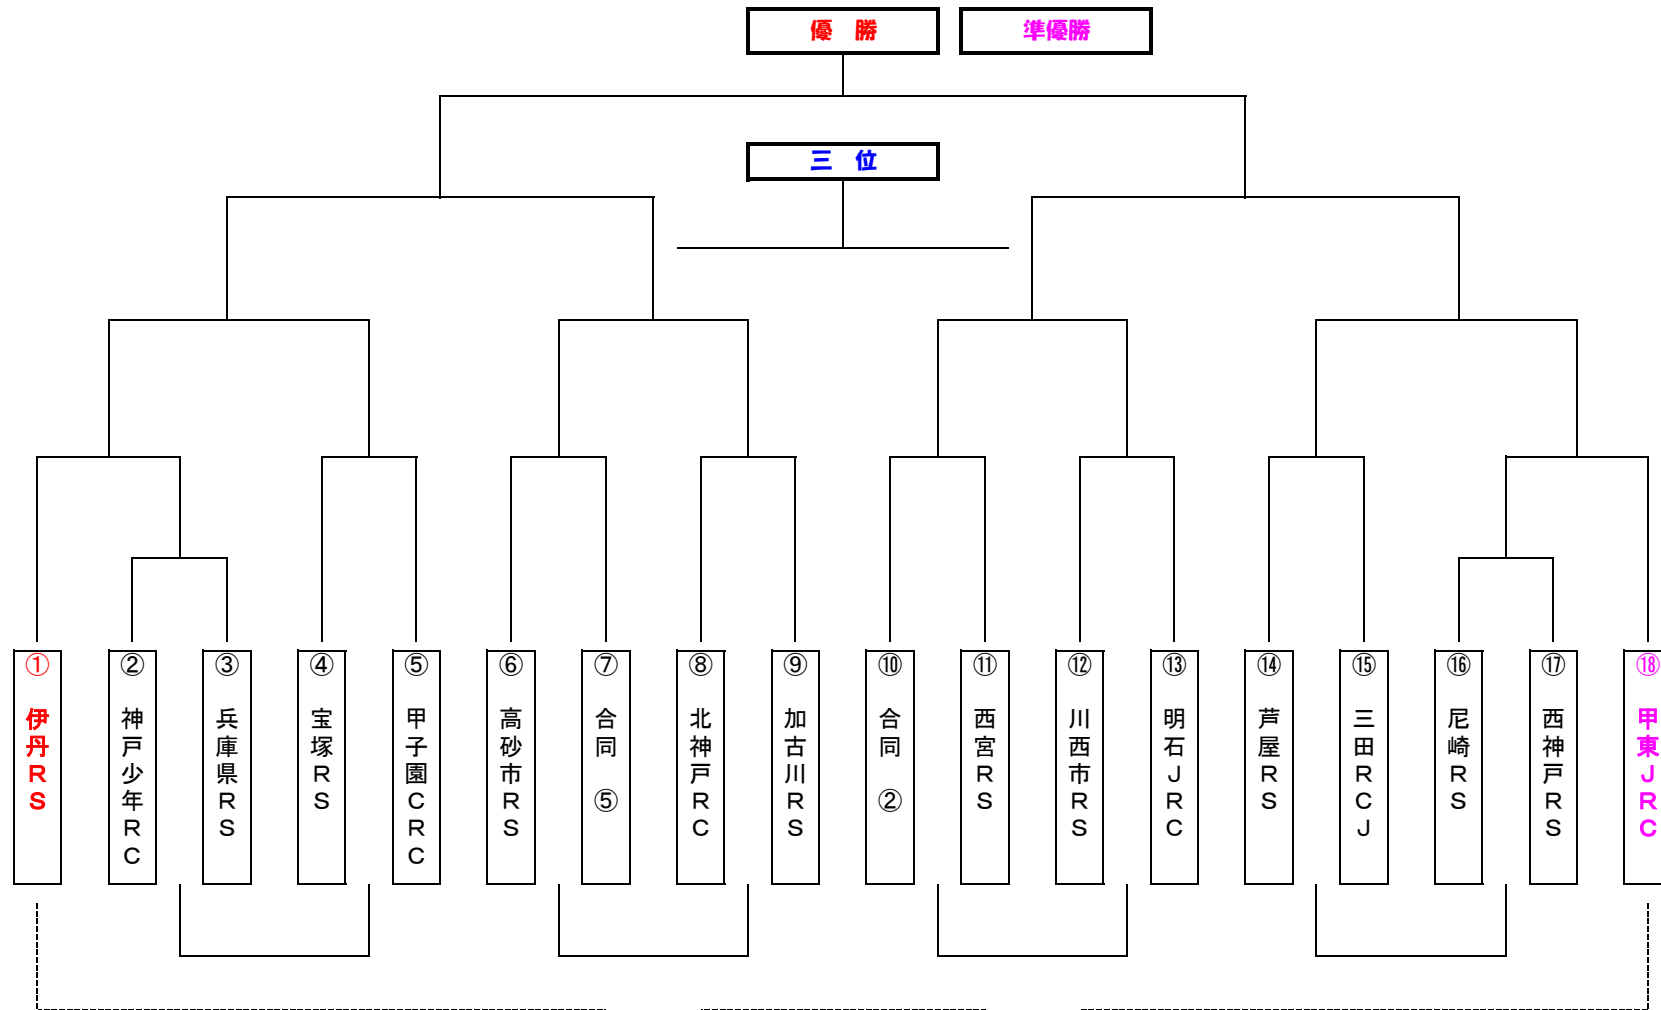 優　勝
準優勝
三　位
① 伊丹ＲＳ
② 神戸少年ＲＣ
③ 兵庫県ＲＳ
④ 宝塚ＲＳ
⑤ 甲子園ＣＲＣ
⑥ 高砂市ＲＳ
⑦ 合同　⑤
⑧ 北神戸ＲＣ
⑨ 加古川ＲＳ
⑩ 合同　②
⑪ 西宮ＲＳ
⑫ 川西市ＲＳ
⑬ 明石ＪＲＣ
⑭ 芦屋ＲＳ
⑮ 三田ＲＣＪ
⑯ 尼崎ＲＳ
⑰ 西神戸ＲＳ
⑱ 甲東ＪＲＣ